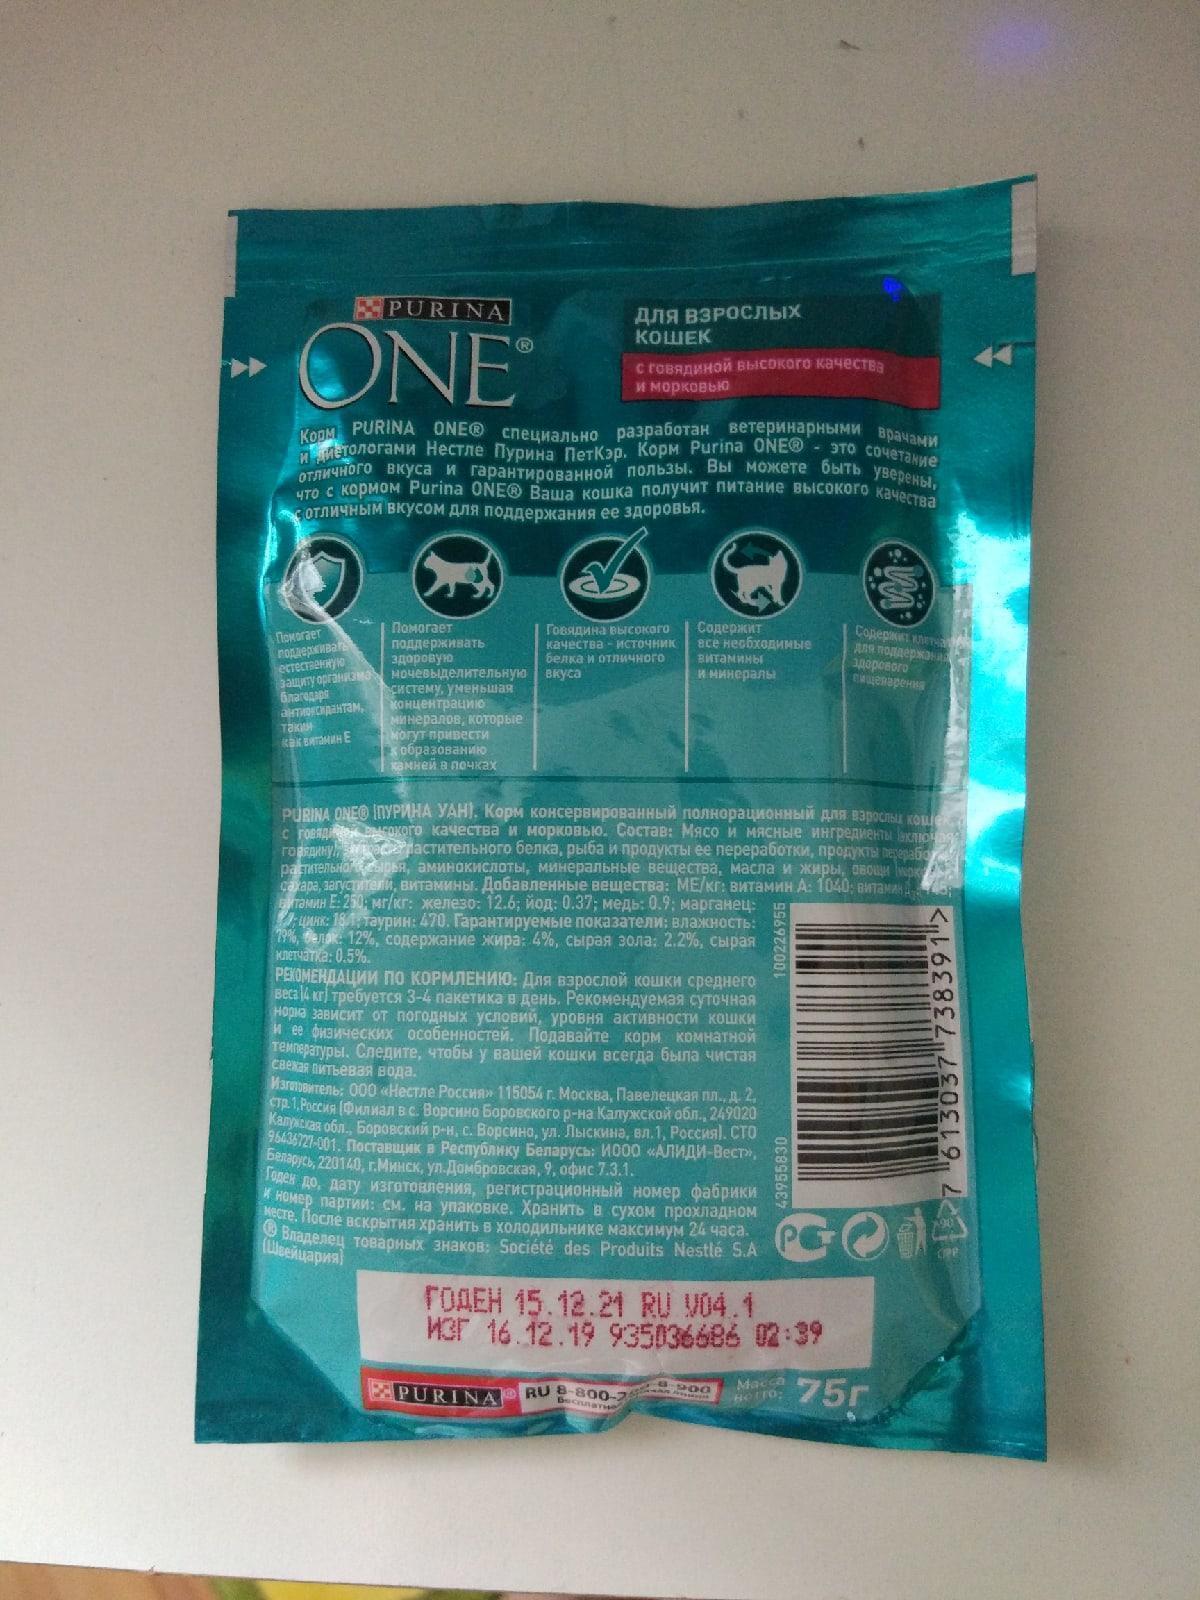 PURINA
ONE®
ДЛЯ ВЗРОСЛЫХ
КОШЕК
с говядиной высокого качества
и морковью
Корм PURINA ONE® специально разработан ветеринарными врачами
и диетологами Нестле Пурина ПетКэр. Корм Purina ONE® - это сочетание
отличного вкуса и гарантированной пользы. Вы можете быть уверены,
что с кормом Purina ONE® Ваша кошка получит питание высокого качества
с отличным вкусом для поддержания ее здоровья.
Помогает
поддерживать
естественную
защиту организма
благодаря
антиоксидантам,
таким
как витамин Е
Помогает
поддерживать
здоровую
мочевыделительную
систему, уменьшая
концентрацию
минералов, которые
могут привести
к образованию
камней в почках
Говядина высокого
качества - источник
белка и отличного
вкуса
Содержит
все необходимые
витамины
и минералы
Содержит
для поддержания
здорового
пищеварения
PURINA ONE® (ПУРИНА УАН). Корм консервированный полнорационный для взрослых кошек
с говядиной высокого качества и морковью. Состав: Мясо и мясные ингредиенты (включая
говядину), растительного белка, рыба и продукты ее переработки, продукты
растительного сырья, аминокислоты, минеральные вещества, масла и жиры, овощи
сахара, загустители, витамины. Добавленные вещества: МЕ/кг: витамин А: 1040; витамин
витамин Е: 250; мг/кг: железо: 12.6; йод: 0.37; медь: 0.9; марганец:
цинк: таурин: 470. Гарантируемые показатели: влажность:
79%, белок: 12%, содержание жира: 4%, сырая зола: 2.2%, сырая
клетчатка: 0.5%.
РЕКОМЕНДАЦИИ ПО КОРМЛЕНИЮ: Для взрослой кошки среднего
веса (4 кг) требуется 3-4 пакетика в день. Рекомендуемая суточная
норма зависит от погодных условий, уровня активности кошки
и ее физических особенностей. Подавайте корм комнатной
температуры. Следите, чтобы у вашей кошки всегда была чистая
свежая питьевая вода.
Изготовитель: ООО «Нестле Россия» 115054 г. Москва, Павелецкая пл., д. 2,
стр.1, Россия (Филиал в с. Ворсино Боровского р-на Калужской обл., 249020
Калужская обл., Боровский р-н, с. Ворсино, ул. Лыскина, вл.1, Россия). СТО
96436727-001. Поставщик в Республику Беларусь: ИООО «АЛИДИ-Вест»,
Беларусь, 220140, г.Минск, ул.Домбровская, 9, офис 7.3.1.
Годен до, дату изготовления, регистрационный номер фабрики
и номер партии: см. на упаковке. Хранить в сухом прохладном
месте. После вскрытия хранить в холодильнике максимум 24 часа.
® Владелец товарных знаков: Société des Produits Nestlé S.A
(Швейцария)
100226955
43955830
7 613037 738391 >
РСТ
90
C/PP
ГОДЕН 15.12.21 RU V04.1
ИЗГ 16.12.19 935036686 02:39
PURINA®
RU 8-800-
8-900
Масса
нетто: 75г